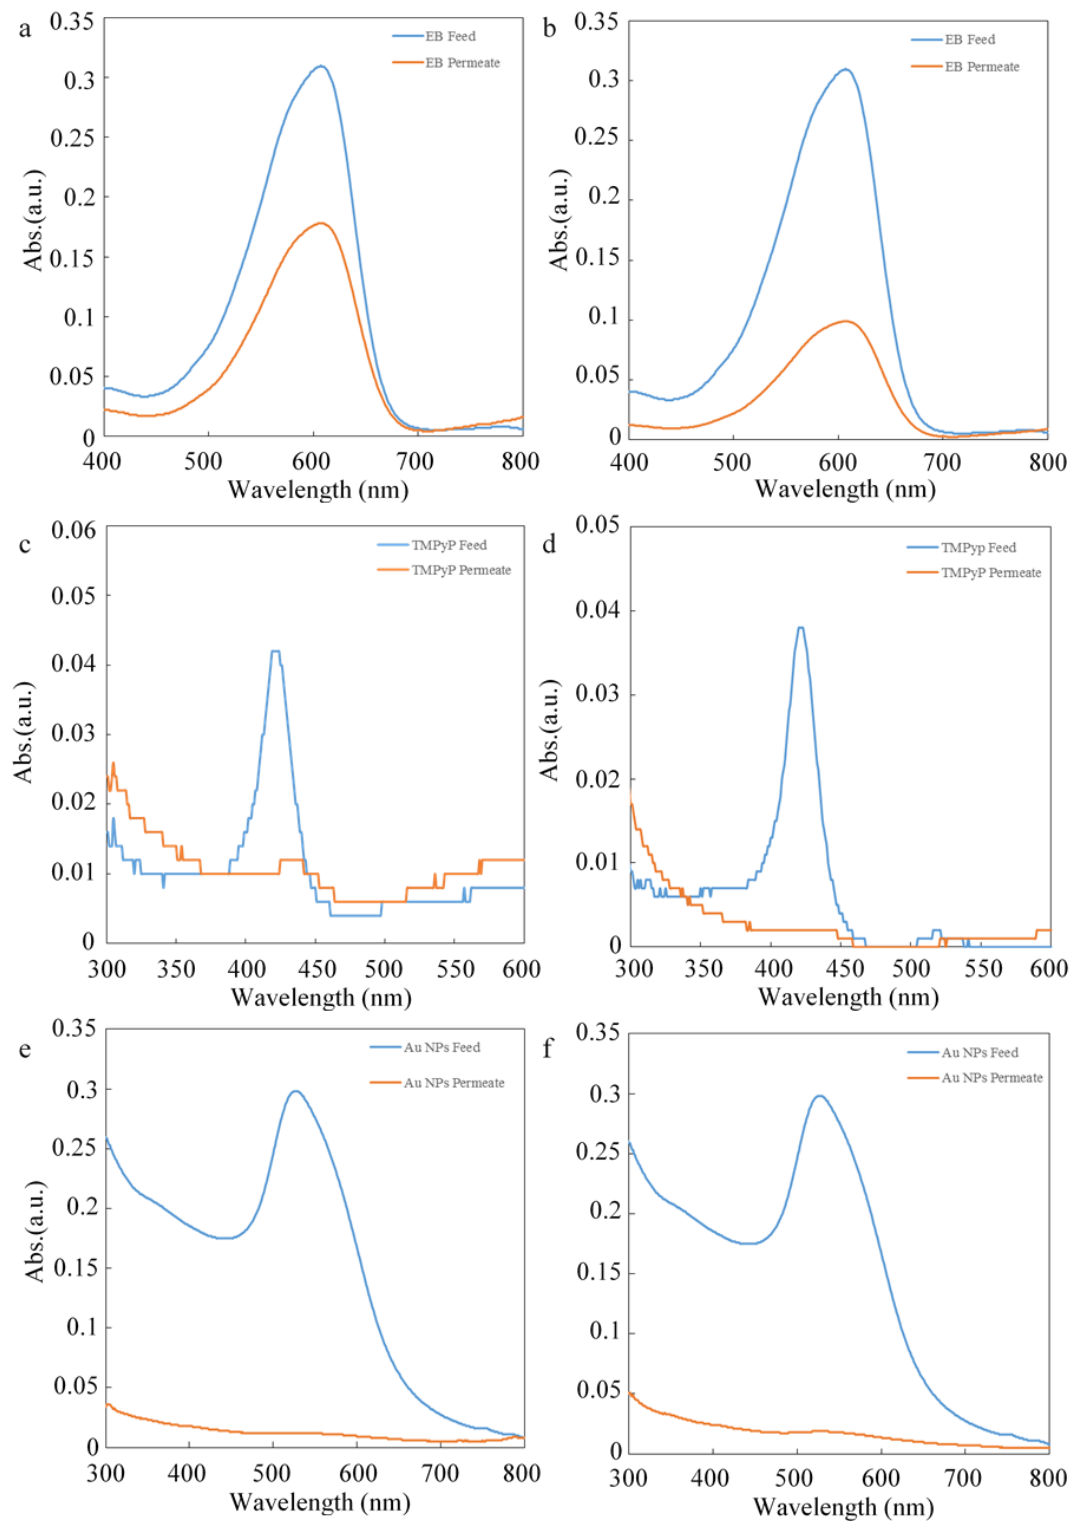 a
0.35
0.3
0.25
0.2
0.15
0.1
0.05
0
Abs.(a.u.)
EB Feed
EB Permeate
400 500 600 700 800
Wavelength (nm)
b
0.35
0.3
0.25
0.2
0.15
0.1
0.05
0
Abs.(a.u.)
EB Feed
EB Permeate
400 500 600 700 800
Wavelength (nm)
c
0.06
0.05
0.04
0.03
0.02
0.01
0
Abs.(a.u.)
TMPyP Feed
TMPyP Permeate
300 350 400 450 500 550 600
Wavelength (nm)
d
0.05
0.04
0.03
0.02
0.01
0
Abs.(a.u.)
TMPyp Feed
TMPyP Permeate
300 350 400 450 500 550 600
Wavelength (nm)
e
0.35
0.3
0.25
0.2
0.15
0.1
0.05
0
Abs.(a.u.)
Au NPs Feed
Au NPs Permeate
300 400 500 600 700 800
Wavelength (nm)
f
0.35
0.3
0.25
0.2
0.15
0.1
0.05
0
Au NPs Feed
Au NPs Permeate
300 400 500 600 700 800
Wavelength (nm)